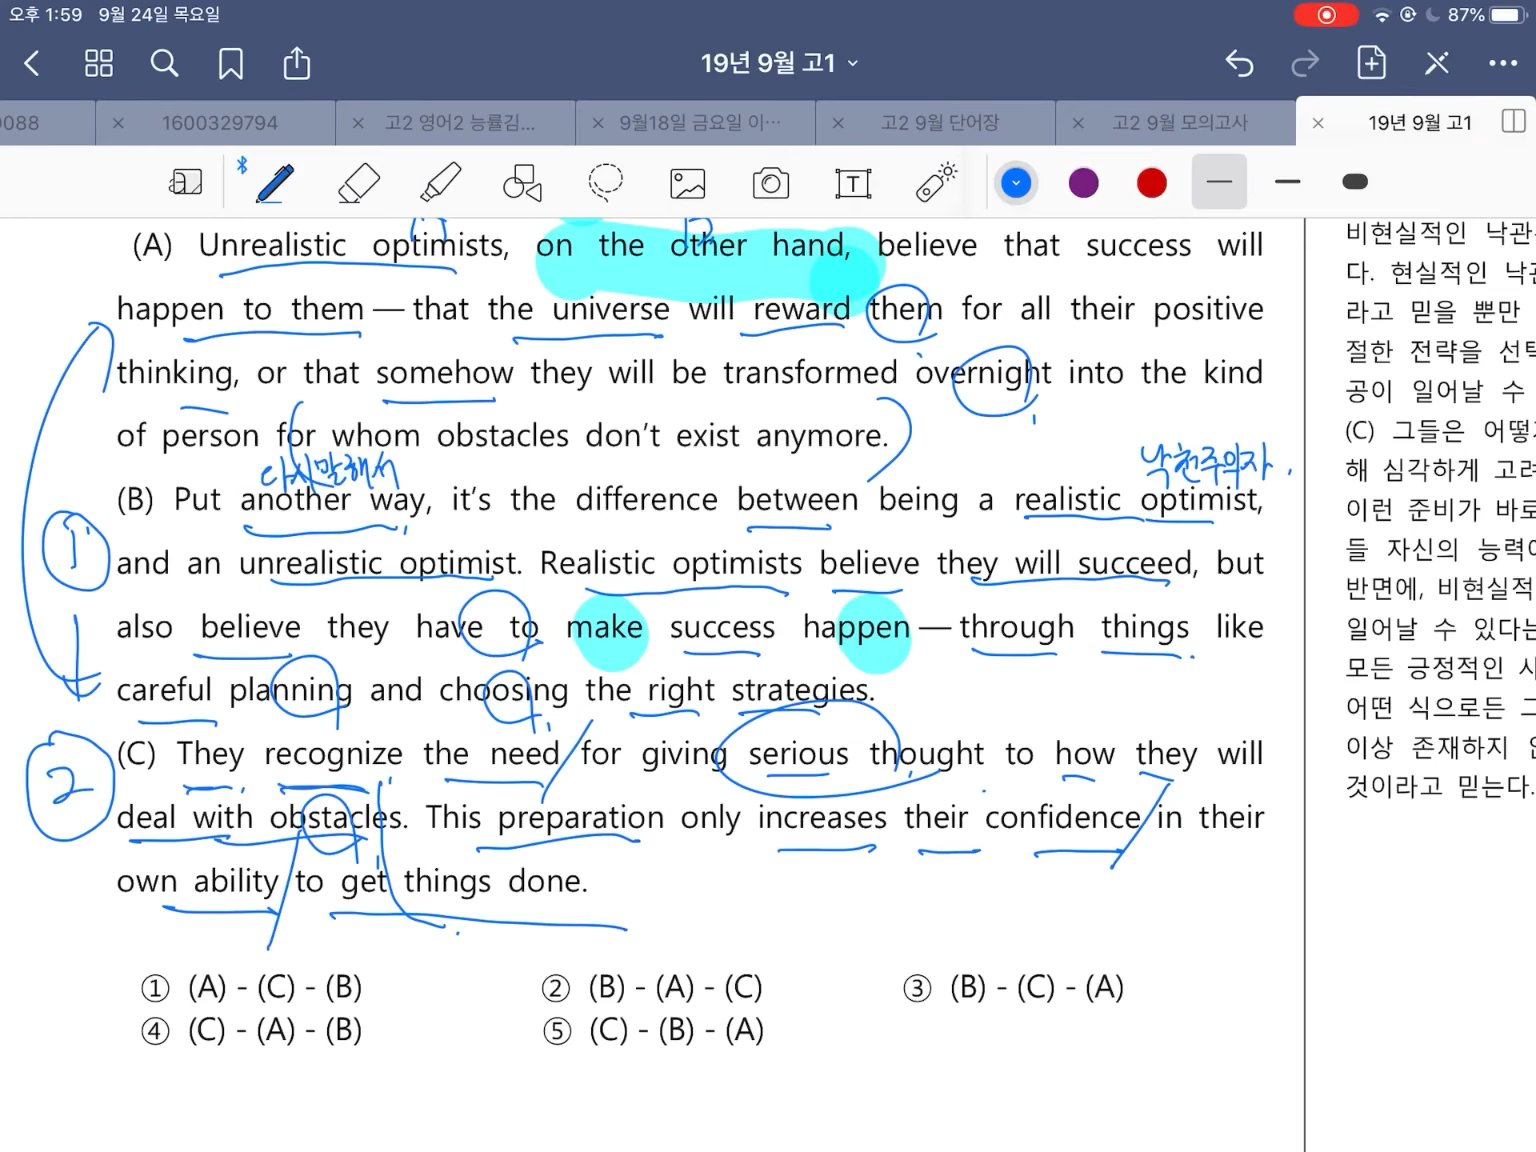 오후 1:59 9월 24일 목요일
87%
19년 9월 고1
0088
1600329794
고2 영어2 능률김...
9월18일 금요일 이...
고2 9월 단어장
고2 9월 모의고사
19년 9월 고1
(A) Unrealistic optimists, on the other hand, believe that success will
happen to them — that the universe will reward them for all their positive
thinking, or that somehow they will be transformed overnight into the kind
of person for whom obstacles don't exist anymore.
다시말해서
낙천주의자.
(B) Put another way, it's the difference between being a realistic optimist,
1
and an unrealistic optimist. Realistic optimists believe they will succeed, but
also believe they have to make success happen — through things like
careful planning and choosing the right strategies.
2
(C) They recognize the need for giving serious thought to how they will
deal with obstacles. This preparation only increases their confidence in their
own ability to get things done.
① (A) - (C) - (B)
② (B) - (A) - (C)
③ (B) - (C) - (A)
④ (C) - (A) - (B)
⑤ (C) - (B) - (A)
비현실적인 낙관
다. 현실적인 낙관
라고 믿을 뿐만
절한 전략을 선택
공이 일어날 수
(C) 그들은 어떻게
해 심각하게 고려
이런 준비가 바로
들 자신의 능력에
반면에, 비현실적
일어날 수 있다는
모든 긍정적인 사
어떤 식으로든 그
이상 존재하지 않
것이라고 믿는다.